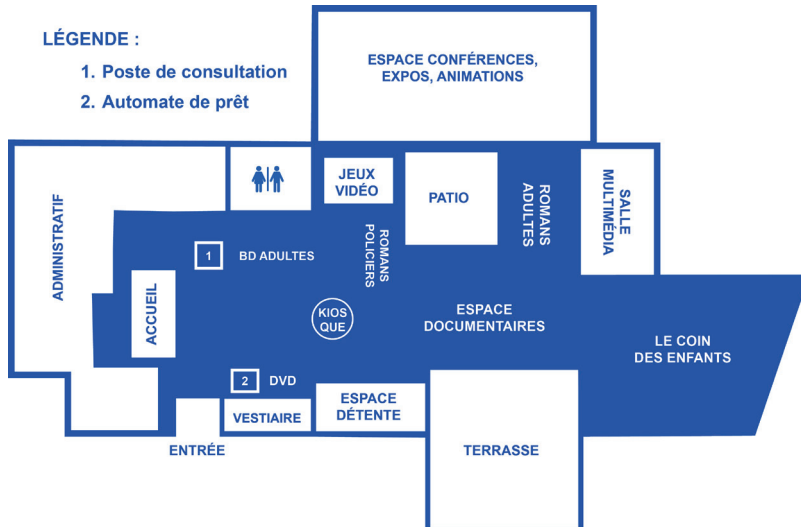 LÉGENDE :
1. Poste de consultation
2. Automate de prêt
ESPACE CONFÉRENCES,
EXPOS, ANIMATIONS
JEUX
VIDÉO
PATIO
ROMANS
ADULTES
SALLE
MULTIMÉDIA
ADMINISTRATIF
1
BD ADULTES
ROMANS
POLICIERS
ACCUEIL
KIOS
QUE
ESPACE
DOCUMENTAIRES
LE COIN
DES ENFANTS
2
DVD
VESTIAIRE
ESPACE
DÉTENTE
ENTRÉE
TERRASSE